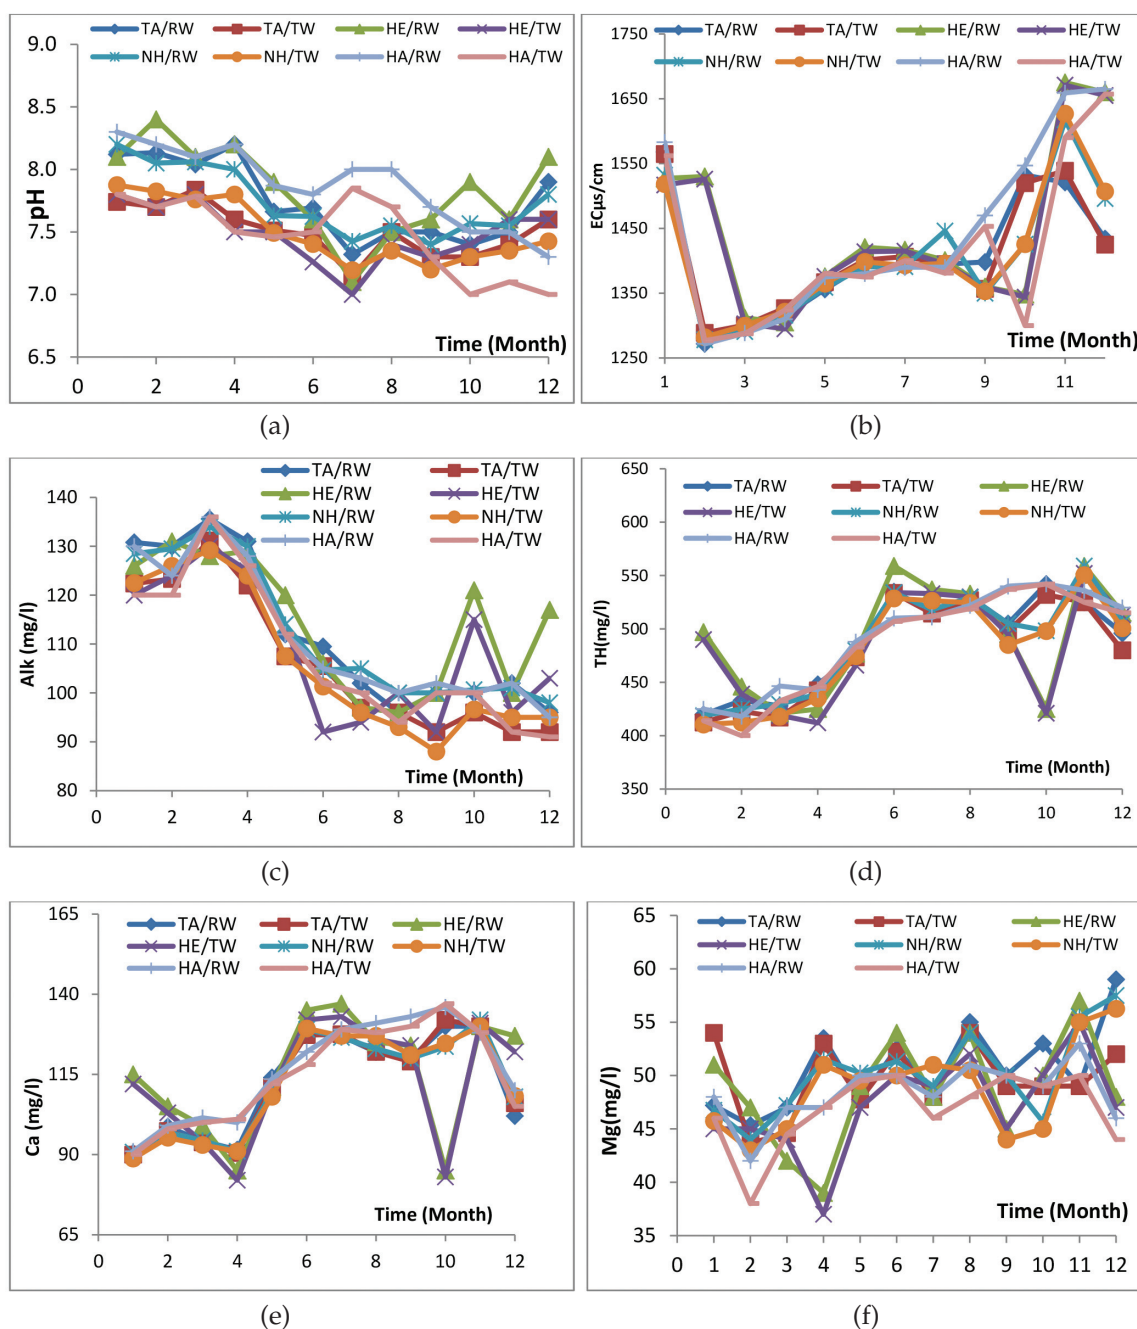 (a)
9.0
8.5
8.0
7.5
7.0
6.5
pH
TA/RW TA/TW HE/RW HE/TW
NH/RW NH/TW HA/RW HA/TW
Time (Month)
0 2 4 6 8 10 12
(b)
ECµs/cm
1750
1650
1550
1450
1350
1250
TA/RW TA/TW HE/RW HE/TW
NH/RW NH/TW HA/RW HA/TW
Time (Month)
1 3 5 7 9 11
(c)
Alk (mg/l)
140
130
120
110
100
90
80
TA/RW TA/TW
HE/RW HE/TW
NH/RW NH/TW
HA/RW HA/TW
Time (Month)
0 2 4 6 8 10 12
(d)
TH(mg/l)
650
600
550
500
450
400
350
TA/RW TA/TW HE/RW
HE/TW NH/RW NH/TW
HA/RW HA/TW
Time (Month)
0 2 4 6 8 10 12
(e)
Ca (mg/l)
165
140
115
90
65
TA/RW TA/TW HE/RW
HE/TW NH/RW NH/TW
HA/RW HA/TW
Time (Month)
0 2 4 6 8 10 12
(f)
Mg(mg/l)
65
60
55
50
45
40
35
TA/RW TA/TW HE/RW
HE/TW NH/RW NH/TW
HA/RW HA/TW
Time (Month)
0 1 2 3 4 5 6 7 8 9 10 11 12